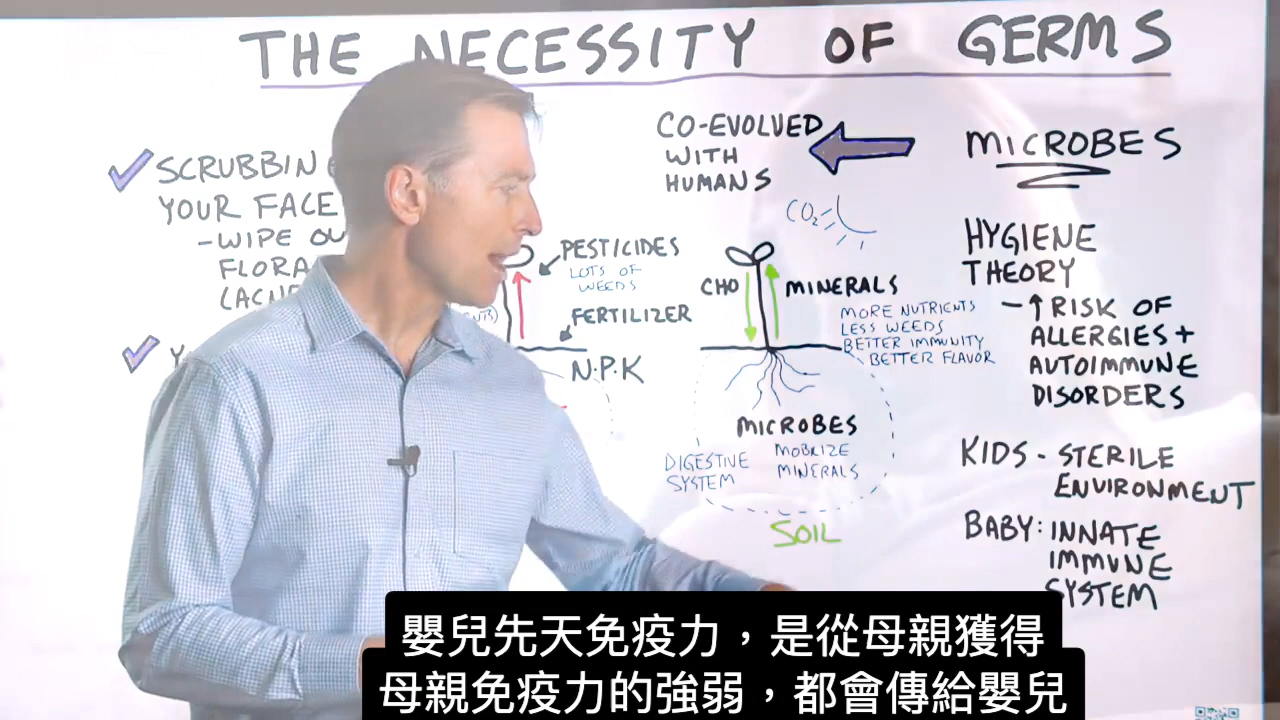 THE NECESSITY OF GERMS
SCRUBBIN
YOUR FACE
- WIPE OU
FLORA
PESTICIDES
LOTS OF
WEEDS
FERTILIZER
N.P.K
CO-EVOLVED
WITH
HUMANS
CO₂
CHO
MINERALS
MORE NUTRIENTS
LESS WEEDS
BETTER IMMUNITY
BETTER FLAVOR
MICROBES
DIGESTIVE
SYSTEM
MOBILIZE
MINERALS
SOIL
MICROBES
HYGIENE
THEORY
- ↑ RISK OF
ALLERGIES +
AUTOIMMUNE
DISORDERS
KIDS - STERILE
ENVIRONMENT
BABY: INNATE
IMMUNE
SYSTEM
嬰兒先天免疫力，是從母親獲得
母親免疫力的強弱，都會傳給嬰兒